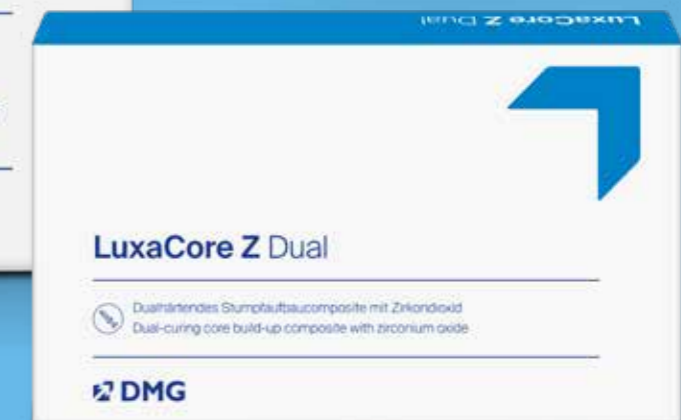 LuxaCore Z Dual
LuxaCore Z Dual
Dualhärtendes Stumpfaufbaucomposite mit Zirkondioxid
Dual-curing core build-up composite with zirconium oxide
DMG